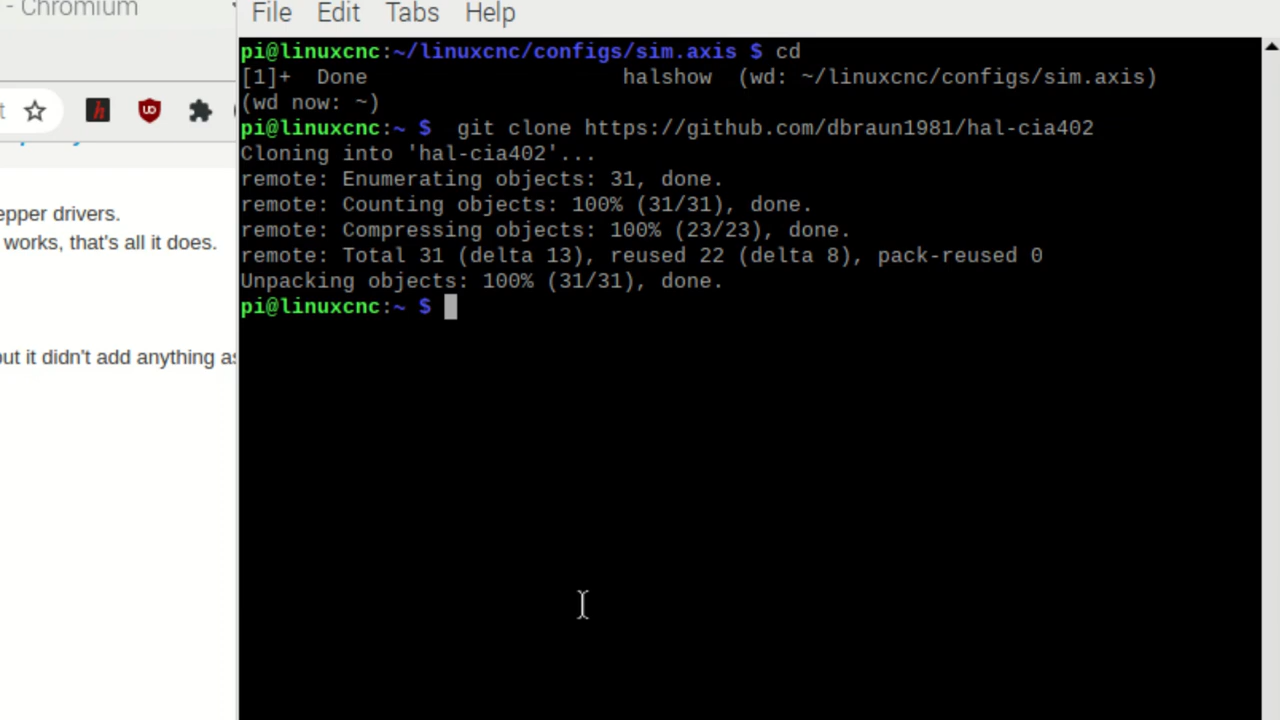 - Chromium
File Edit Tabs Help
pi@linuxcnc:~/linuxcnc/configs/sim.axis $ cd
[1]+  Done                    halshow  (wd: ~/linuxcnc/configs/sim.axis)
(wd now: ~)
pi@linuxcnc:~ $  git clone https://github.com/dbraun1981/hal-cia402
Cloning into 'hal-cia402'...
remote: Enumerating objects: 31, done.
remote: Counting objects: 100% (31/31), done.
remote: Compressing objects: 100% (23/23), done.
remote: Total 31 (delta 13), reused 22 (delta 8), pack-reused 0
Unpacking objects: 100% (31/31), done.
pi@linuxcnc:~ $
h
UO
drivers.
works, that's all it does.
it didn't add anything